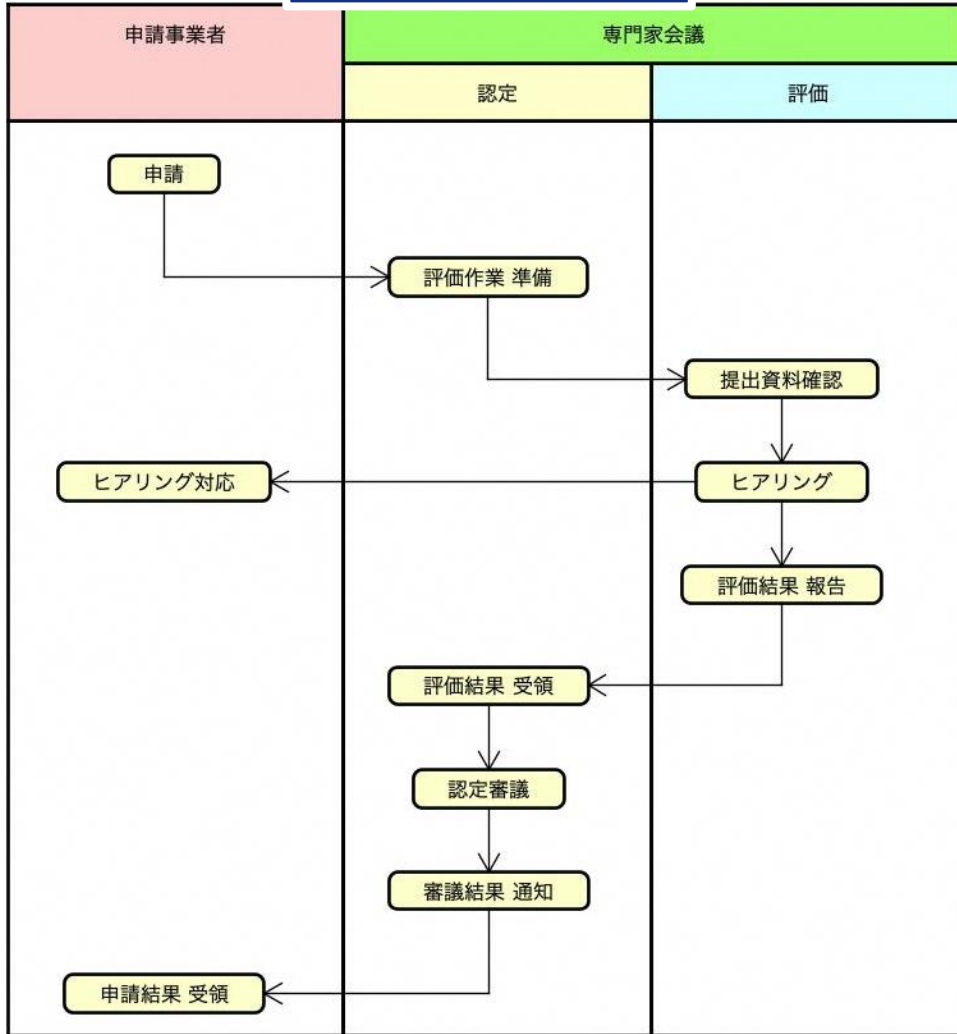 申請事業者
専門家会議
認定
評価
申請
評価作業 準備
提出資料確認
ヒアリング対応
ヒアリング
評価結果 報告
評価結果 受領
認定審議
審議結果 通知
申請結果 受領